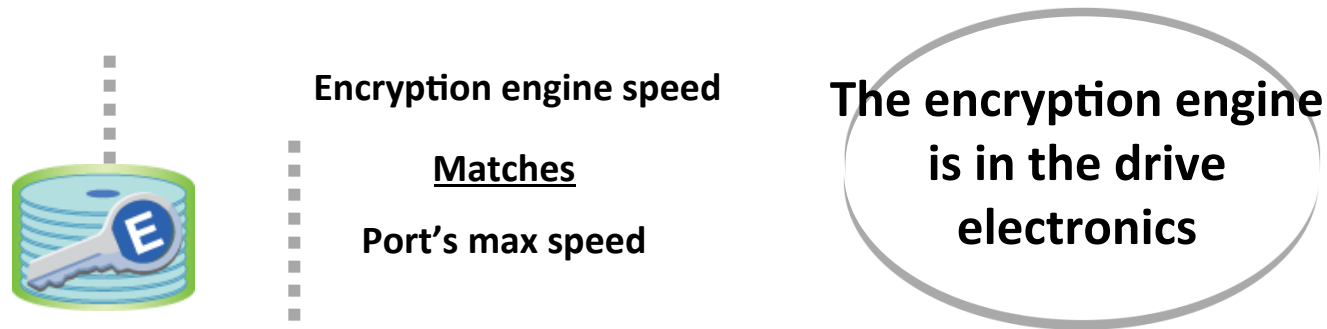 Encryption engine speed
Matches
Port’s max speed
The encryption engine
is in the drive
electronics
E